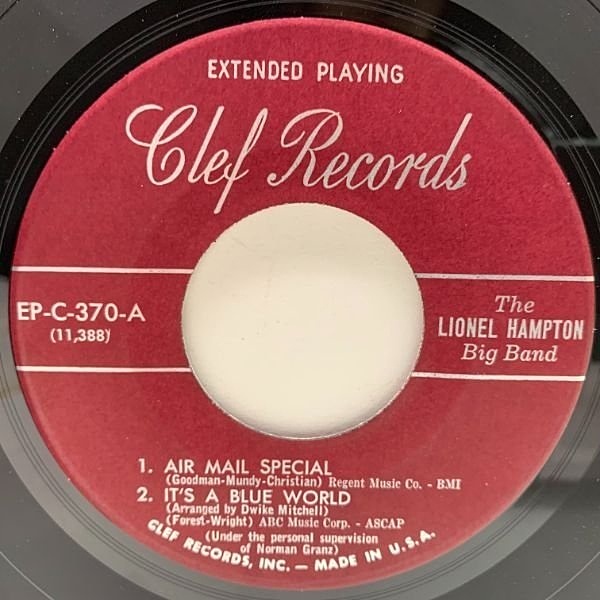 EXTENDED PLAYING
Clef Records
EP-C-370-A
(11,388)
The
LIONEL HAMPTON
Big Band
1. AIR MAIL SPECIAL
(Goodman-Mundy-Christian) Regent Music Co. - BMI
2. IT'S A BLUE WORLD
(Arranged by Dwike Mitchell)
(Forest-Wright) ABC Music Corp. - ASCAP
(Under the personal supervision
of Norman Granz)
CLEF RECORDS, INC. — MADE IN U.S.A.